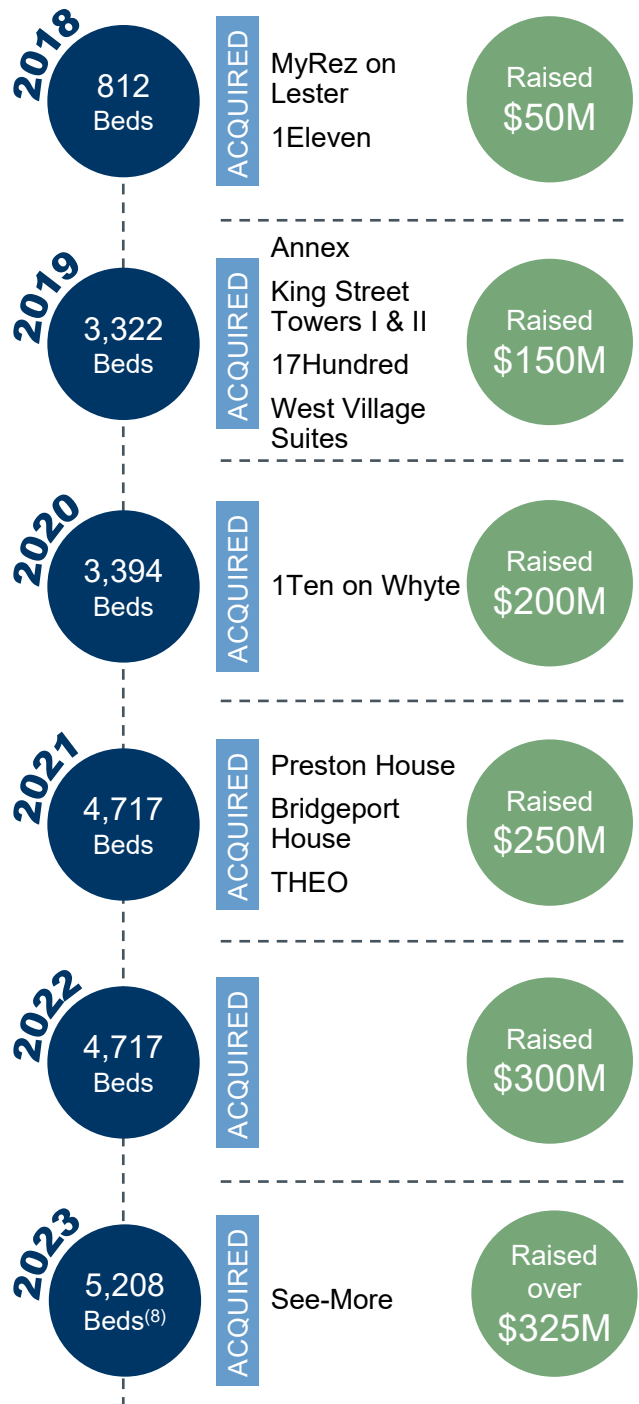 2018
812
Beds
ACQUIRED
MyRez on
Lester
1Eleven
Raised
$50M
2019
3,322
Beds
ACQUIRED
Annex
King Street
Towers I & II
17Hundred
West Village
Suites
Raised
$150M
2020
3,394
Beds
ACQUIRED
1Ten on Whyte
Raised
$200M
2021
4,717
Beds
ACQUIRED
Preston House
Bridgeport
House
THEO
Raised
$250M
2022
4,717
Beds
ACQUIRED
Raised
$300M
2023
5,208
Beds(8)
ACQUIRED
See-More
Raised
over
$325M